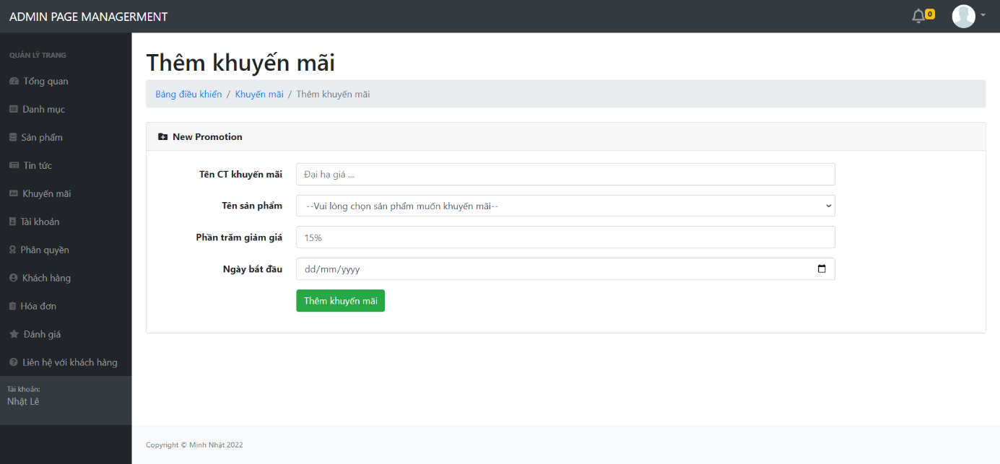 ADMIN PAGE MANAGERMENT
0
QUẢN LÝ TRANG
Tổng quan
Danh mục
Sản phẩm
Tin tức
Khuyến mãi
Tài khoản
Phân quyền
Khách hàng
Hóa đơn
Đánh giá
Liên hệ với khách hàng
Tài khoản:
Nhật Lê
Thêm khuyến mãi
Bảng điều khiển / Khuyến mãi / Thêm khuyến mãi
New Promotion
Tên CT khuyến mãi Đại hạ giá ...
Tên sản phẩm --Vui lòng chọn sản phẩm muốn khuyến mãi--
Phần trăm giảm giá 15%
Ngày bắt đầu dd/mm/yyyy
Thêm khuyến mãi
Copyright © Minh Nhật 2022